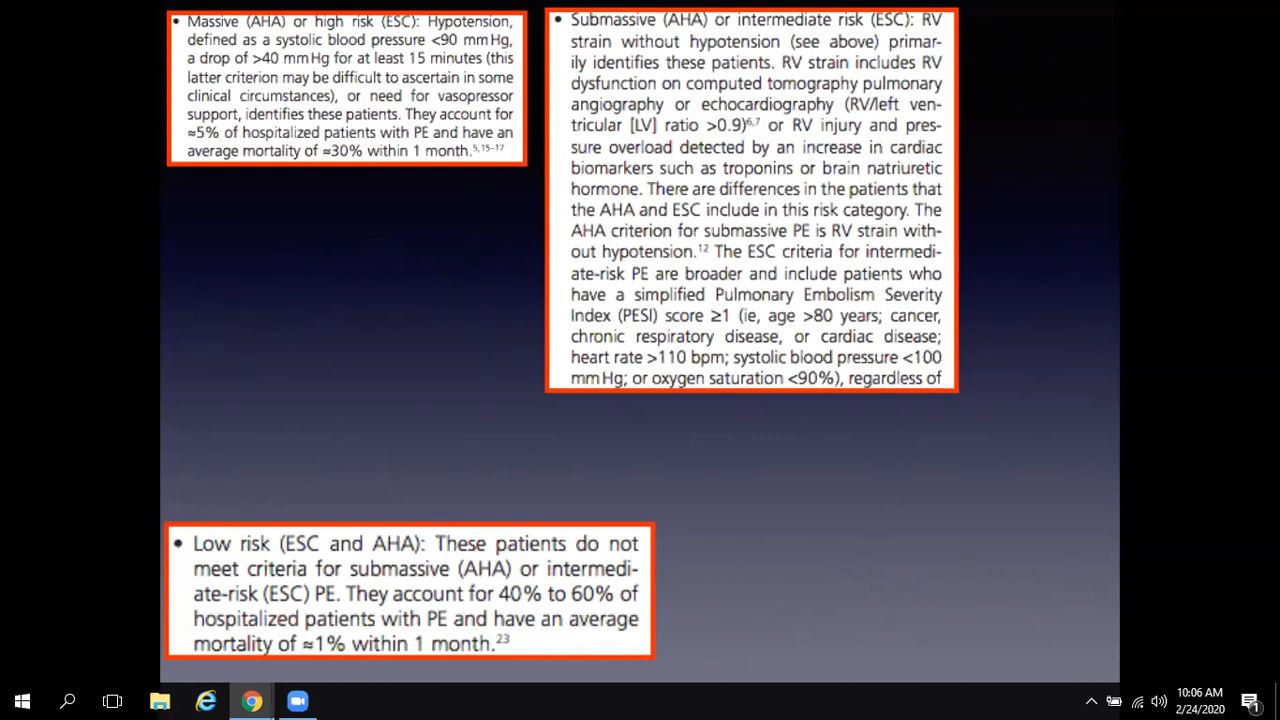 • Massive (AHA) or high risk (ESC): Hypotension,
defined as a systolic blood pressure <90 mm Hg,
a drop of >40 mm Hg for at least 15 minutes (this
latter criterion may be difficult to ascertain in some
clinical circumstances), or need for vasopressor
support, identifies these patients. They account for
≈5% of hospitalized patients with PE and have an
average mortality of ≈30% within 1 month.5,15–17
• Submassive (AHA) or intermediate risk (ESC): RV
strain without hypotension (see above) primar-
ily identifies these patients. RV strain includes RV
dysfunction on computed tomography pulmonary
angiography or echocardiography (RV/left ven-
tricular [LV] ratio >0.9)6,7 or RV injury and pres-
sure overload detected by an increase in cardiac
biomarkers such as troponins or brain natriuretic
hormone. There are differences in the patients that
the AHA and ESC include in this risk category. The
AHA criterion for submassive PE is RV strain with-
out hypotension.12 The ESC criteria for intermedi-
ate-risk PE are broader and include patients who
have a simplified Pulmonary Embolism Severity
Index (PESI) score ≥1 (ie, age >80 years; cancer,
chronic respiratory disease, or cardiac disease;
heart rate >110 bpm; systolic blood pressure <100
mm Hg; or oxygen saturation <90%), regardless of
• Low risk (ESC and AHA): These patients do not
meet criteria for submassive (AHA) or intermedi-
ate-risk (ESC) PE. They account for 40% to 60% of
hospitalized patients with PE and have an average
mortality of ≈1% within 1 month.23
10:06 AM
2/24/2020
1